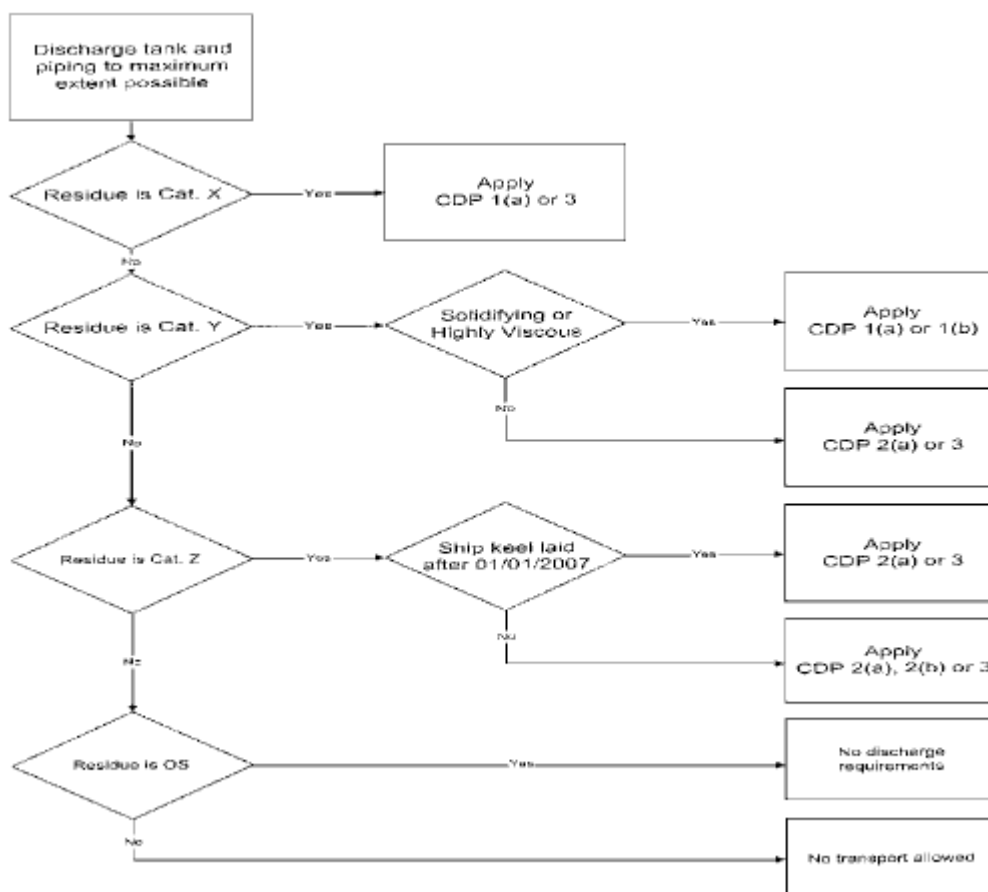 Discharge tank and
piping to maximum
extent possible
Residue is Cat. X
Yes
Apply
CDP 1(a) or 3
No
Residue is Cat. Y
Yes
Solidifying or
Highly Viscous
Yes
Apply
CDP 1(a) or 1(b)
No
Apply
CDP 2(a) or 3
No
Residue is Cat. Z
Yes
Ship keel laid
after 01/01/2007
Yes
Apply
CDP 2(a) or 3
No
Apply
CDP 2(a), 2(b) or 3
No
Residue is OS
Yes
No discharge
requirements
No
No transport allowed